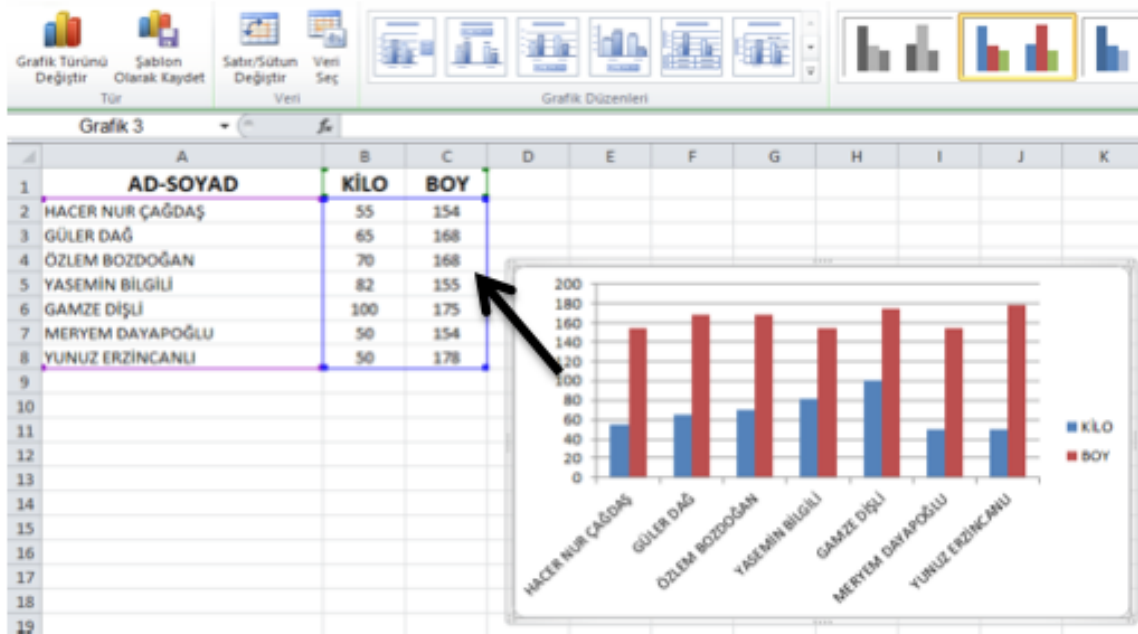 Grafik Türünü Değiştir
Şablon Olarak Kaydet
Satır/Sütun Değiştir
Veri Seç
Tür
Veri
Grafik Düzenleri
Grafik 3
fx
A B C D E F G H I J K
1 AD-SOYAD KİLO BOY
2 HACER NUR ÇAĞDAŞ 55 154
3 GÜLER DAĞ 65 168
4 ÖZLEM BOZDOĞAN 70 168
5 YASEMİN BİLGİLİ 82 155
6 GAMZE DİŞLİ 100 175
7 MERYEM DAYAPOĞLU 50 154
8 YUNUZ ERZİNCANLI 50 178
9
10
11
12
13
14
15
16
17
18
19
200
180
160
140
120
100
80
60
40
20
0
HACER NUR ÇAĞDAŞ
GÜLER DAĞ
ÖZLEM BOZDOĞAN
YASEMİN BİLGİLİ
GAMZE DİŞLİ
MERYEM DAYAPOĞLU
YUNUZ ERZİNCANLI
KİLO
BOY